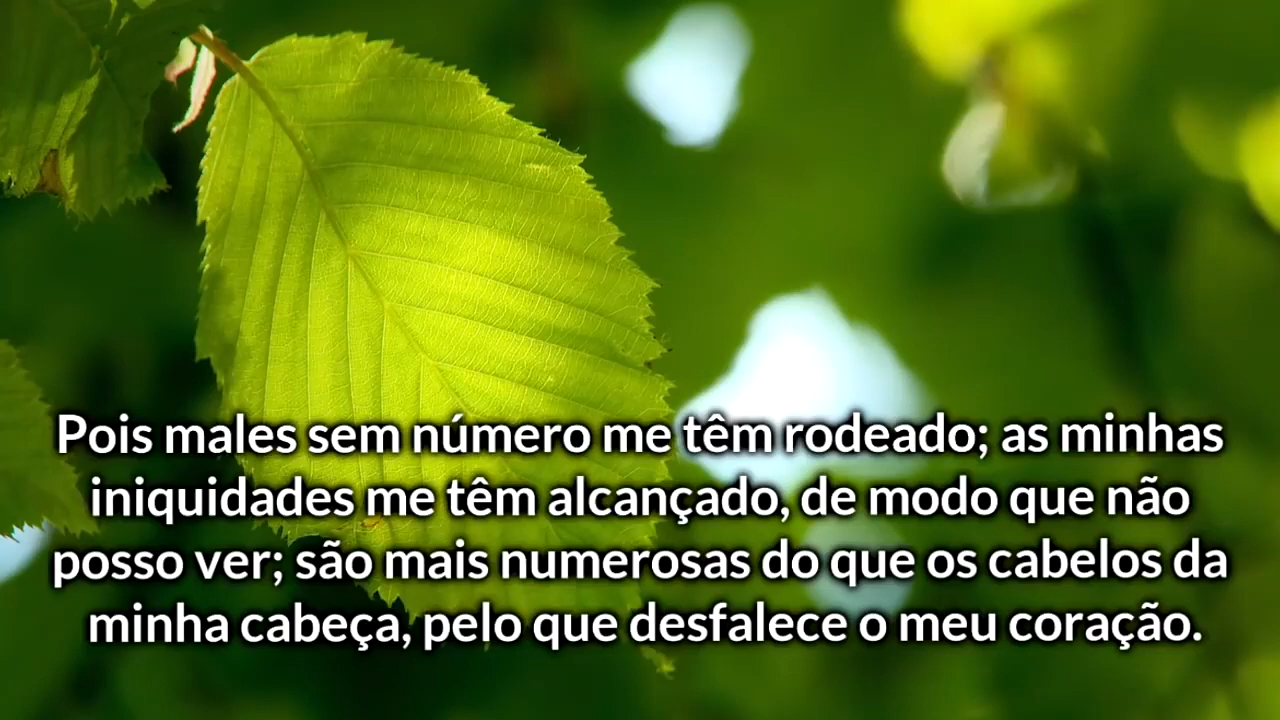 Pois males sem número me têm rodeado; as minhas
iniquidades me têm alcançado, de modo que não
posso ver; são mais numerosas do que os cabelos da
minha cabeça, pelo que desfalece o meu coração.